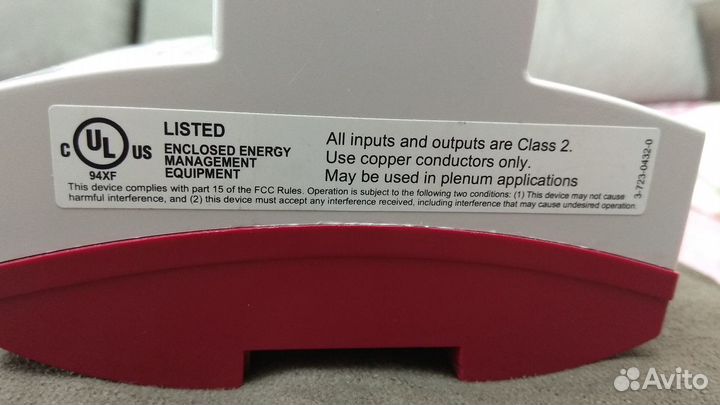 c UL US
94XF
LISTED
ENCLOSED ENERGY
MANAGEMENT
EQUIPMENT
All inputs and outputs are Class 2.
Use copper conductors only.
May be used in plenum applications
This device complies with part 15 of the FCC Rules. Operation is subject to the following two conditions: (1) This device may not cause
harmful interference, and (2) this device must accept any interference received, including interference that may cause undesired operation.
3-723-0432-0
Avito